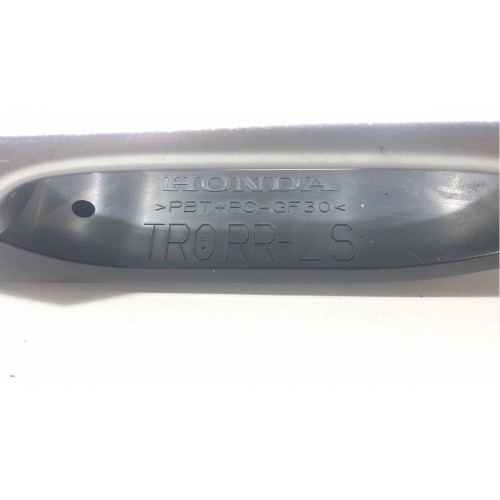 HONDA
>PBT+PC-GF30<
TR0 RR-L S